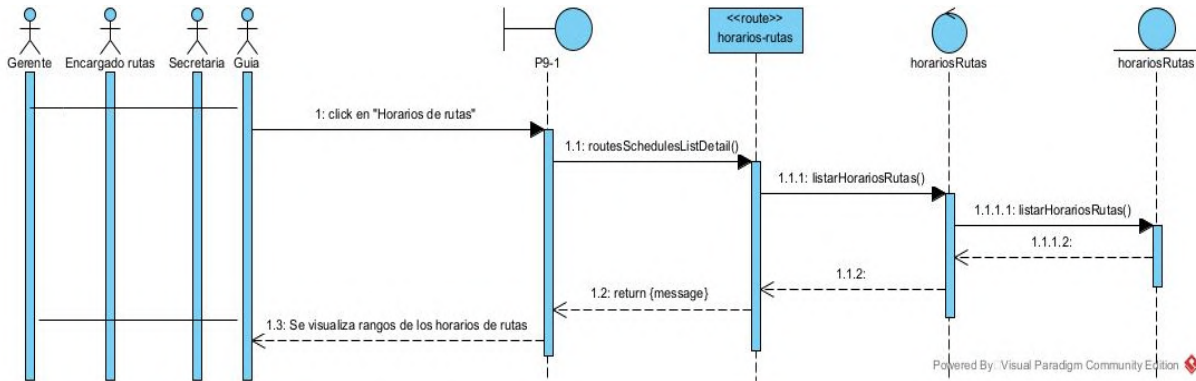 Gerente
Encargado rutas
Secretaria
Guia
P9-1
<<route>>
horarios-rutas
horariosRutas
horariosRutas
1: click en "Horarios de rutas"
1.1: routesSchedulesListDetail()
1.1.1: listarHorariosRutas()
1.1.1.1: listarHorariosRutas()
1.1.1.2:
1.1.2:
1.2: return {message}
1.3: Se visualiza rangos de los horarios de rutas
Powered By Visual Paradigm Community Edition